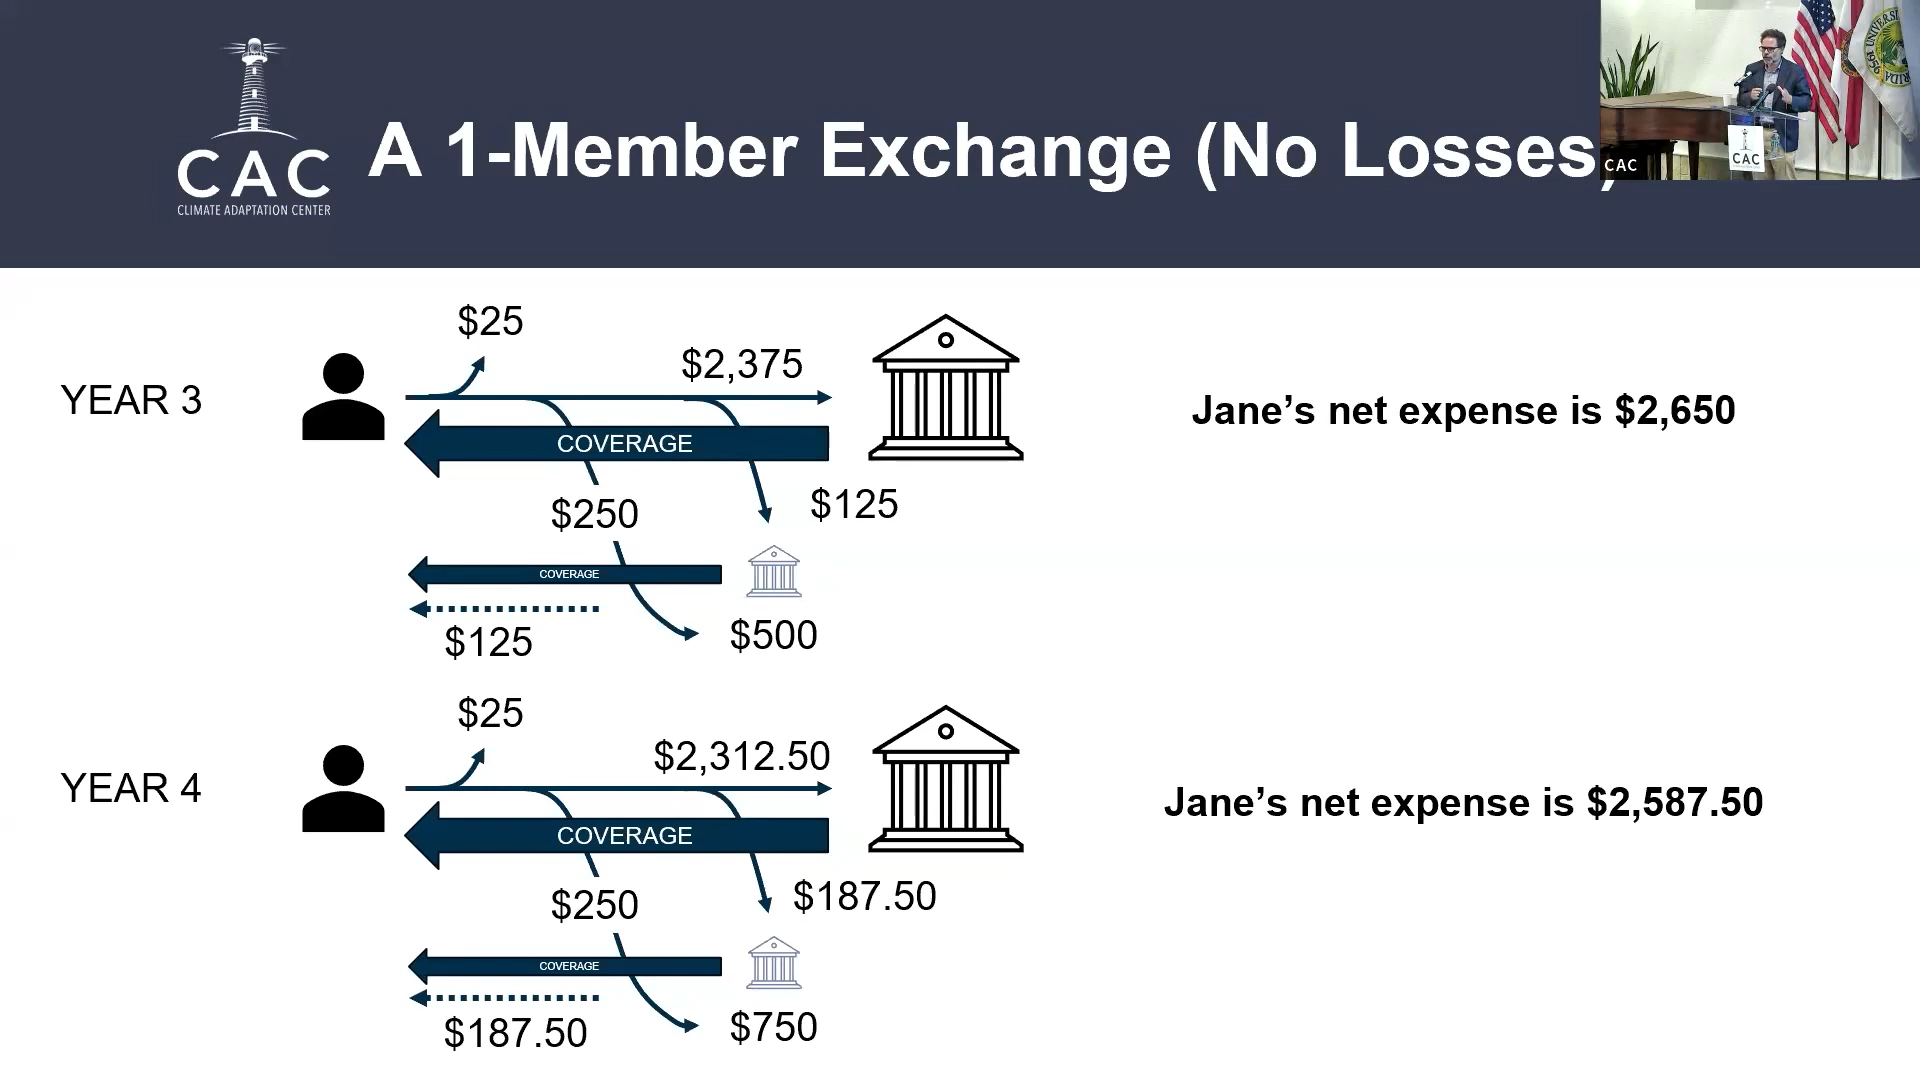 CAC
CLIMATE ADAPTATION CENTER
A 1-Member Exchange (No Losses)
CAC
CAC
YEAR 3
$25
$2,375
COVERAGE
$250
$125
COVERAGE
$125
$500
Jane's net expense is $2,650
YEAR 4
$25
$2,312.50
COVERAGE
$250
$187.50
COVERAGE
$187.50
$750
Jane's net expense is $2,587.50